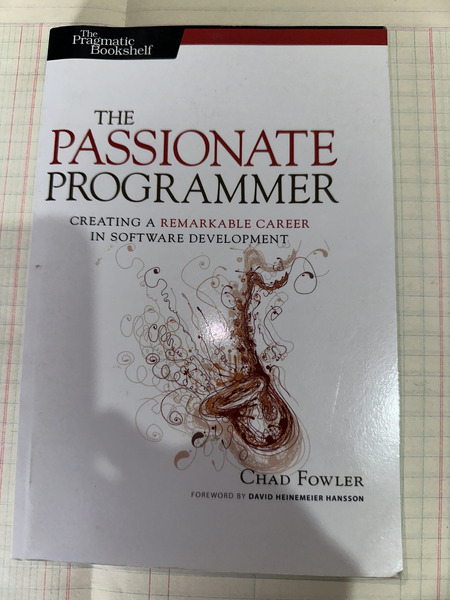 The
Pragmatic
Bookshelf
THE
PASSIONATE
PROGRAMMER
CREATING A REMARKABLE CAREER
IN SOFTWARE DEVELOPMENT
CHAD FOWLER
FOREWORD BY DAVID HEINEMEIER HANSSON